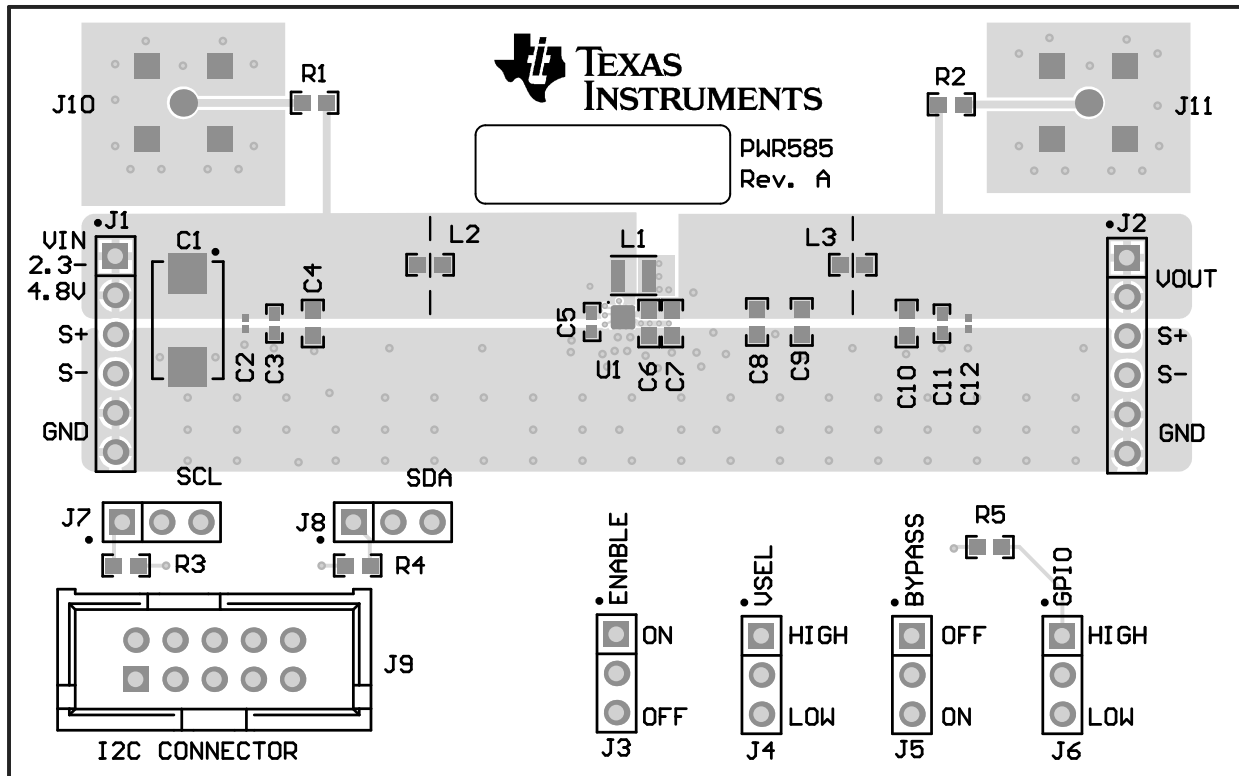 TEXAS
INSTRUMENTS
PWR585
Rev. A
J10
R1
R2
J11
J1
VIN
2.3-
4.8V
S+
S-
GND
C1
C2
C3
C4
L2
L1
C5
U1
C6
C7
L3
C8
C9
C10
C11
C12
J2
VOUT
S+
S-
GND
SCL
J7
R3
SDA
J8
R4
J9
I2C CONNECTOR
ENABLE
ON
OFF
J3
VSEL
HIGH
LOW
J4
BYPASS
OFF
ON
J5
R5
GPIO
HIGH
LOW
J6